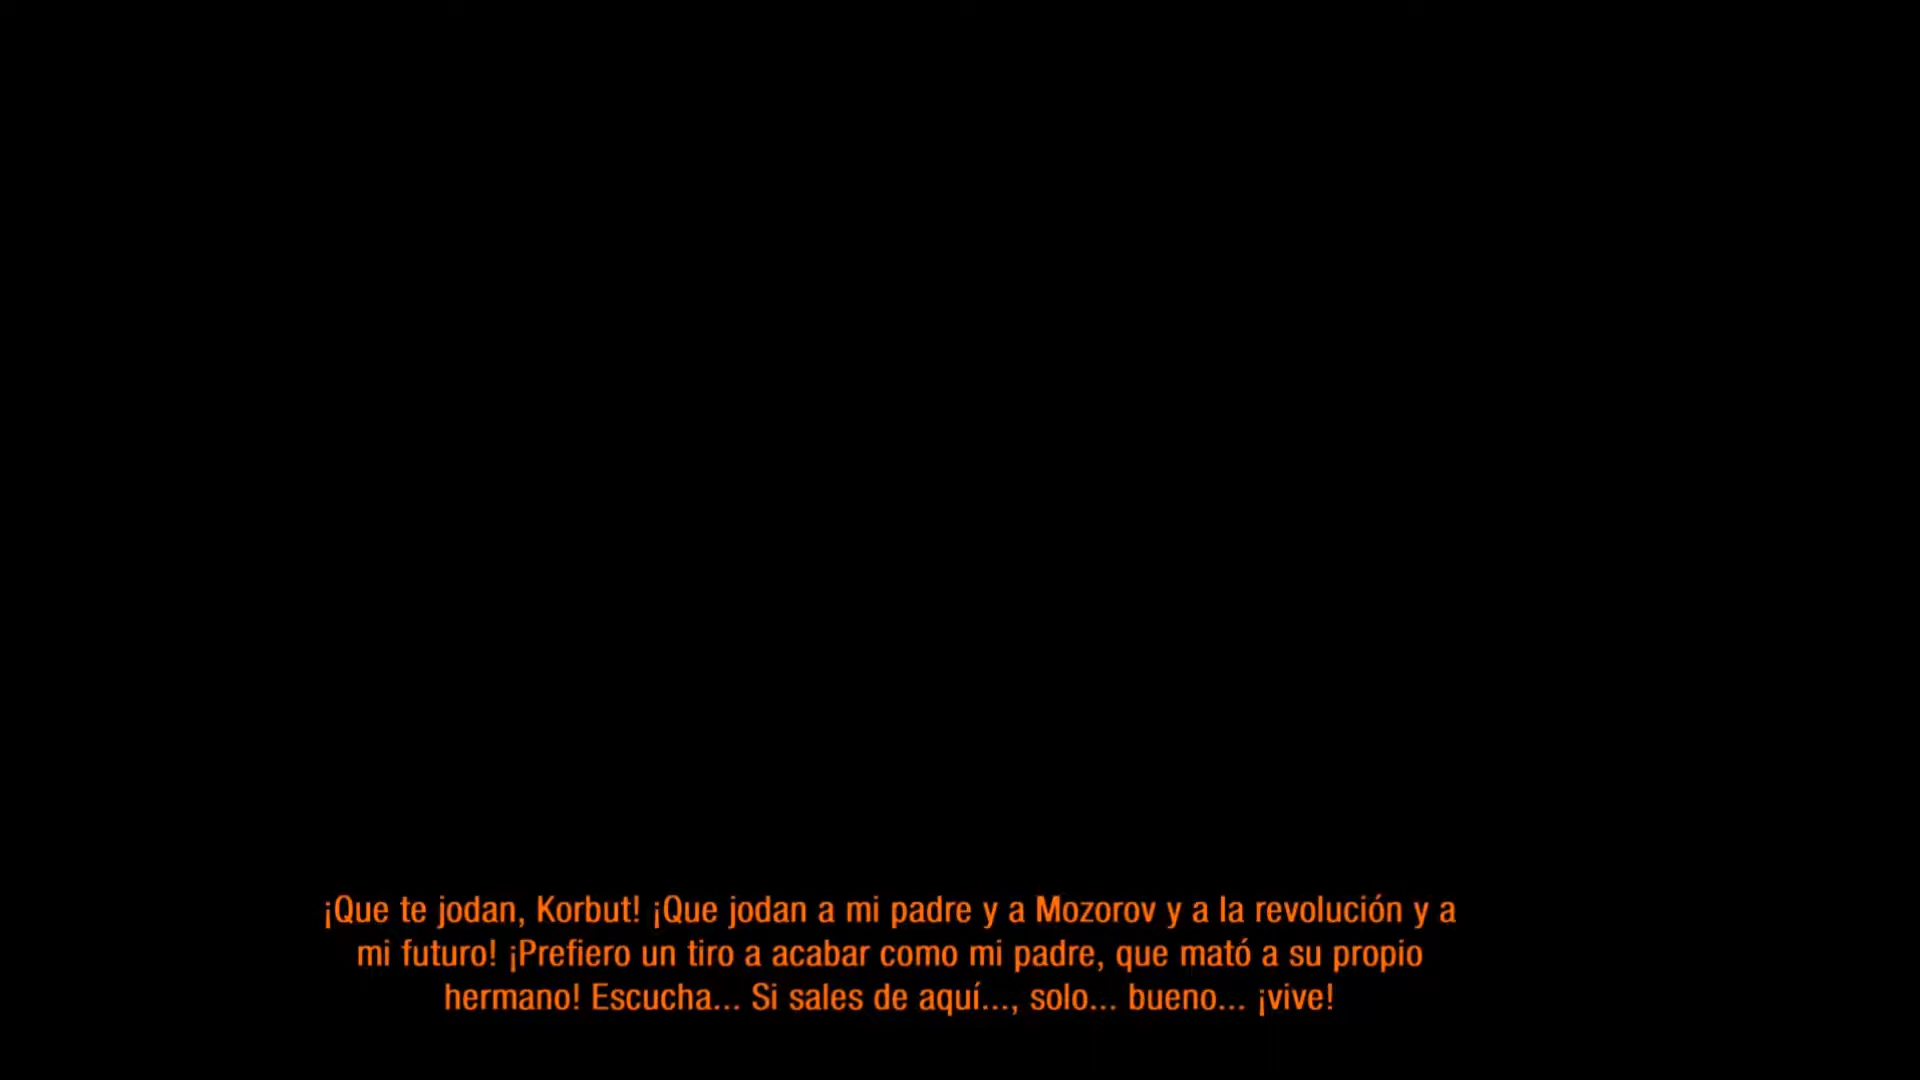 ¡Que te jodan, Korbut! ¡Que jodan a mi padre y a Mozorov y a la revolución y a
mi futuro! ¡Prefiero un tiro a acabar como mi padre, que mató a su propio
hermano! Escucha... Si sales de aquí..., solo... bueno... ¡vive!